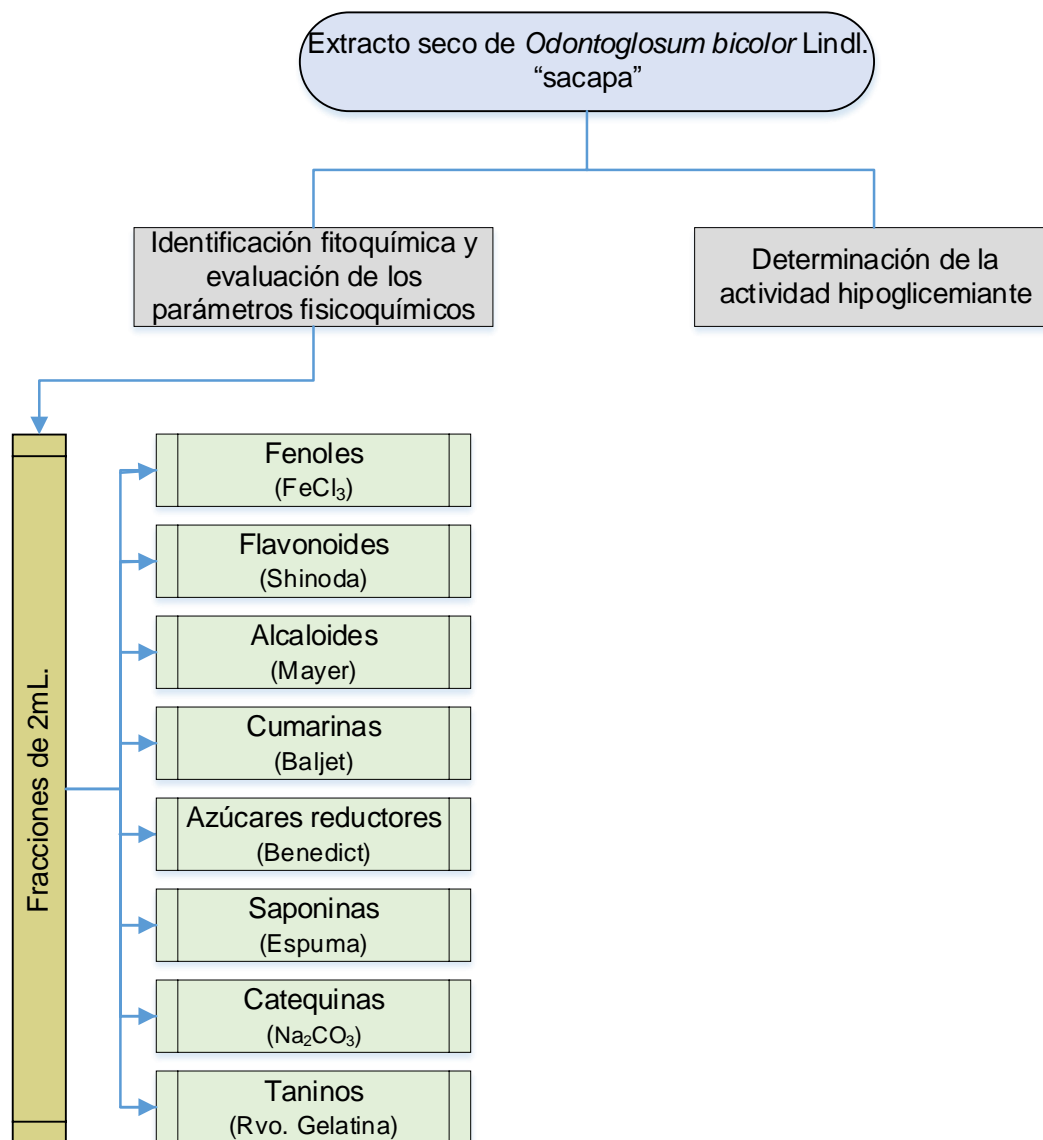 Extracto seco de Odontoglosum bicolor Lindl.
“sacapa”
Identificación fitoquímica y
evaluación de los
parámetros fisicoquímicos
Determinación de la
actividad hipoglicemiante
Fracciones de 2mL.
Fenoles
(FeCl₃)
Flavonoides
(Shinoda)
Alcaloides
(Mayer)
Cumarinas
(Baljet)
Azúcares reductores
(Benedict)
Saponinas
(Espuma)
Catequinas
(Na₂CO₃)
Taninos
(Rvo. Gelatina)